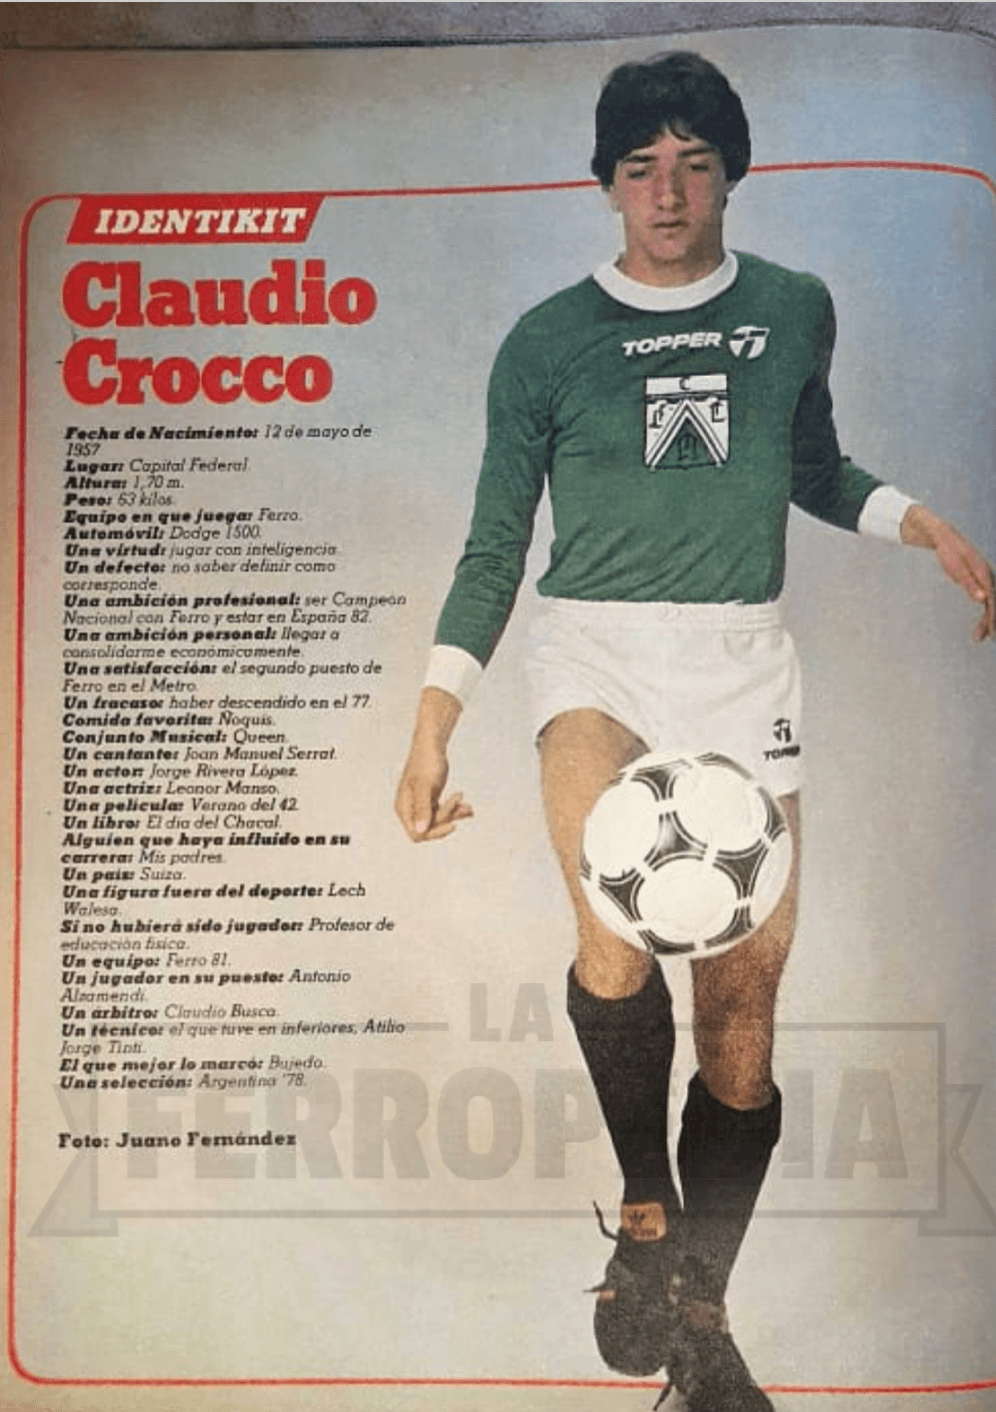 IDENTIKIT
Claudio
Crocco
Fecha de Nacimiento: 12 de mayo de
1957
Lugar: Capital Federal.
Altura: 1,70 m.
Peso: 63 kilos.
Equipo en que juega: Ferro.
Automóvil: Dodge 1500.
Una virtud: jugar con inteligencia.
Un defecto: no saber definir como
corresponde.
Una ambición profesional: ser Campeón
Nacional con Ferro y estar en España 82.
Una ambición personal: llegar a
consolidarme económicamente.
Una satisfacción: el segundo puesto de
Ferro en el Metro.
Un fracaso: haber descendido en el 77.
Comida favorita: Ñoquis.
Conjunto Musical: Queen.
Un cantante: Joan Manuel Serrat.
Un actor: Jorge Rivera López.
Una actriz: Leonor Manso.
Una película: Verano del 42.
Un libro: El día del Chacal.
Alguien que haya influido en su
carrera: Mis padres.
Un país: Suiza.
Una figura fuera del deporte: Lech
Walesa.
Si no hubiera sido jugador: Profesor de
educación física.
Un equipo: Ferro 81.
Un jugador en su puesto: Antonio
Alzamendi.
Un árbitro: Claudio Busca.
Un técnico: el que tuve en inferiores, Atilio
Jorge Tinti.
El que mejor lo marcó: Bujedo.
Una selección: Argentina '78.
Foto: Juano Fernández
TOPPER
C
F C
O
TOPPER
LA
FERROPEDIA